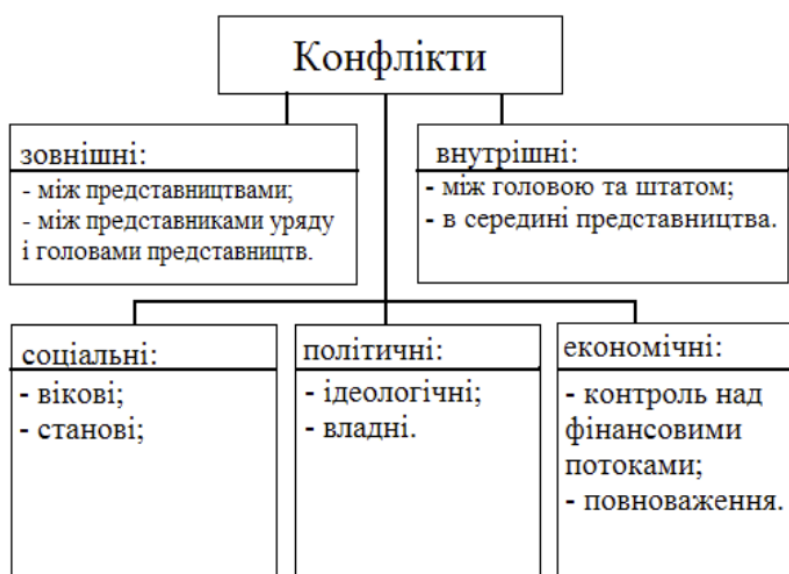 Конфлікти
зовнішні:
- між представництвами;
- між представниками уряду
і головами представництв.
внутрішні:
- між головою та штатом;
- в середині представництва.
соціальні:
- вікові;
- станові;
політичні:
- ідеологічні;
- владні.
економічні:
- контроль над
фінансовими
потоками;
- повноваження.